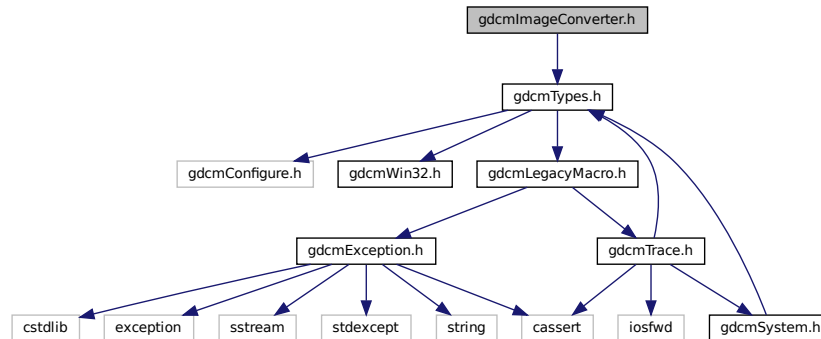 gdcmImageConverter.h
gdcmTypes.h
gdcmConfigure.h
gdcmWin32.h
gdcmLegacyMacro.h
gdcmException.h
gdcmTrace.h
cstdlib
exception
sstream
stdexcept
string
cassert
iosfwd
gdcmSystem.h